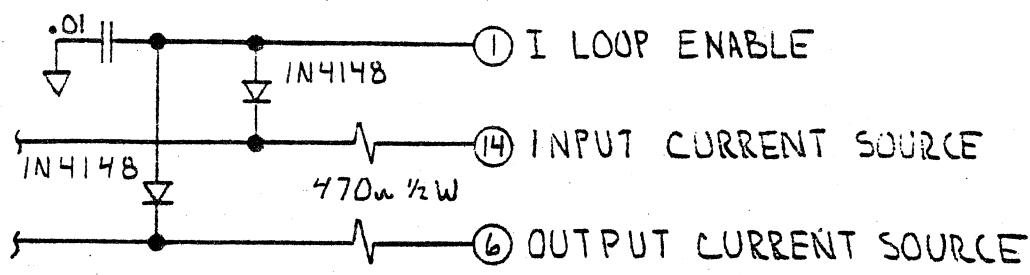 .01
1 I LOOP ENABLE
1N4148
14 INPUT CURRENT SOURCE
1N4148
470Ω ½W
6 OUTPUT CURRENT SOURCE